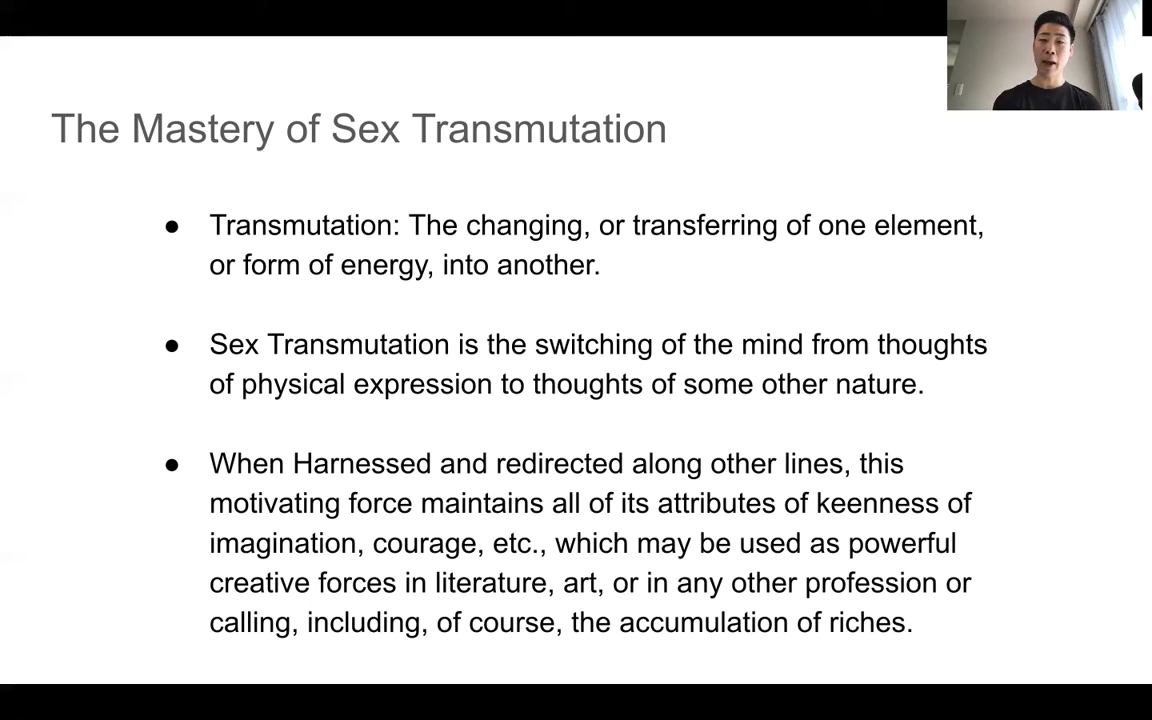 The Mastery of Sex Transmutation
● Transmutation: The changing, or transferring of one element,
or form of energy, into another.
● Sex Transmutation is the switching of the mind from thoughts
of physical expression to thoughts of some other nature.
● When Harnessed and redirected along other lines, this
motivating force maintains all of its attributes of keenness of
imagination, courage, etc., which may be used as powerful
creative forces in literature, art, or in any other profession or
calling, including, of course, the accumulation of riches.